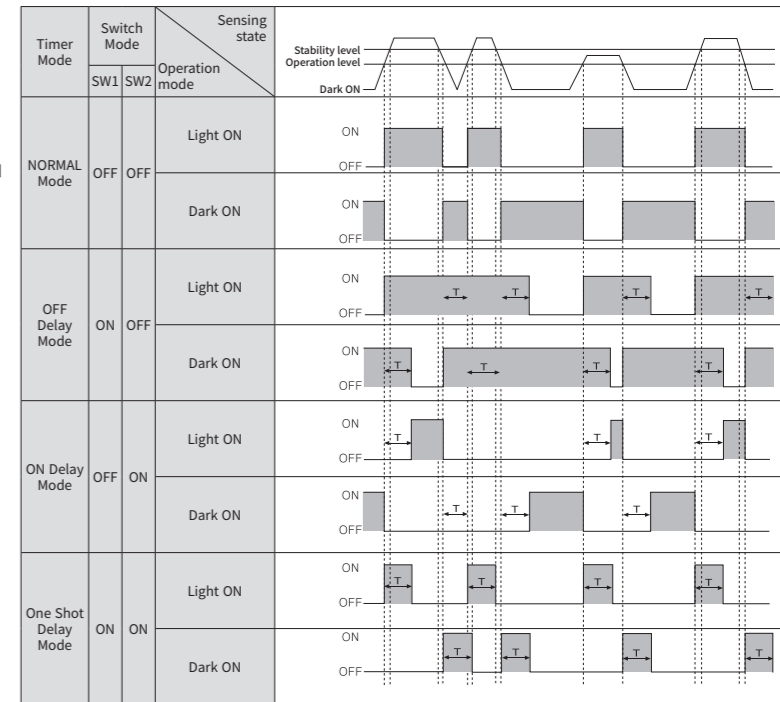 Timer
Mode
Switch
Mode
SW1 SW2
Sensing
state
Operation
mode
Stability level
Operation level
Dark ON
NORMAL
Mode
OFF OFF
Light ON
ON
OFF
Dark ON
ON
OFF
OFF
Delay
Mode
ON OFF
Light ON
ON
T T T T
OFF
Dark ON
ON
T T T T
OFF
ON Delay
Mode
OFF ON
Light ON
ON
T T T
OFF
Dark ON
ON
T T T
OFF
One Shot
Delay
Mode
ON ON
Light ON
ON
T T T T
OFF
Dark ON
ON
T T T T
OFF